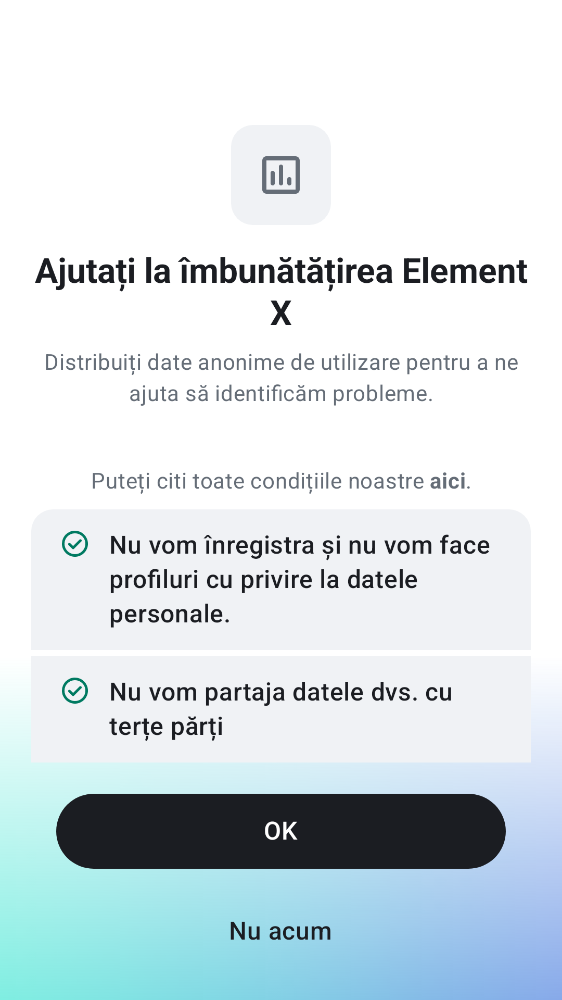 Ajutați la îmbunătățirea Element
X
Distribuiți date anonime de utilizare pentru a ne
ajuta să identificăm probleme.
Puteți citi toate condițiile noastre aici.
Nu vom înregistra și nu vom face
profiluri cu privire la datele
personale.
Nu vom partaja datele dvs. cu
terțe părți
OK
Nu acum